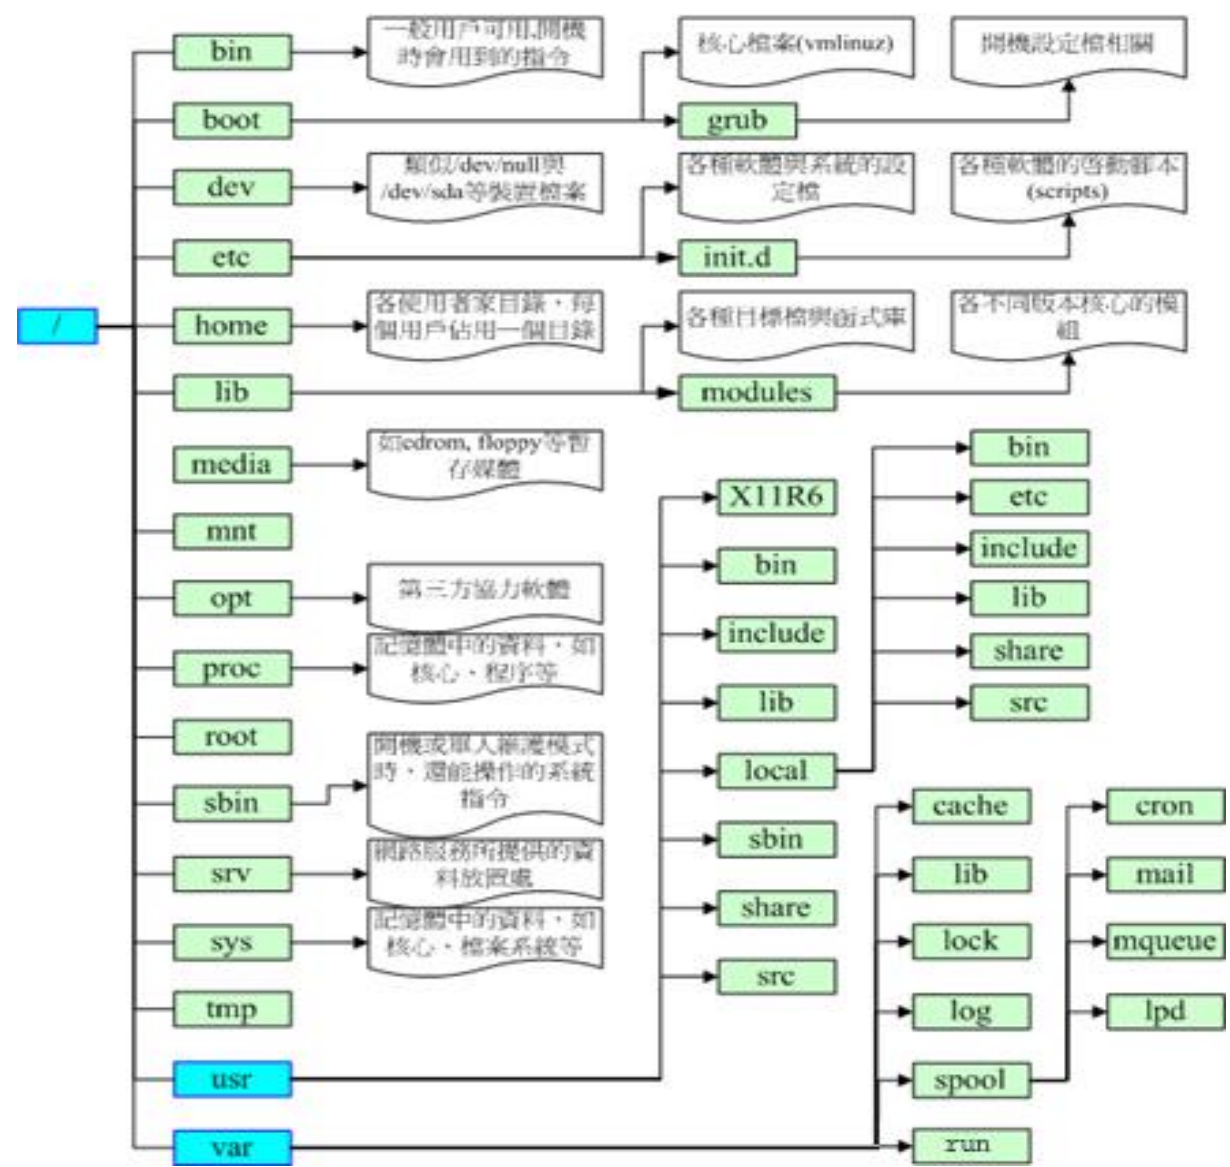 bin
一般用戶可用,開機
時會用到的指令
核心檔案(vmlinuz)
開機設定檔相關
boot
grub
dev
類似/dev/null與
/dev/sda等裝置檔案
各種軟體與系統的設
定檔
各種軟體的啓動腳本
(scripts)
etc
init.d
/
home
各使用者家目錄，每
個用戶佔用一個目錄
各種目標檔與函式庫
各不同版本核心的模
組
lib
modules
media
如cdrom, floppy等暫
存媒體
mnt
opt
第三方協力軟體
proc
記憶體中的資料，如
核心、程序等
root
sbin
開機或單人維護模式
時，還能操作的系統
指令
srv
網路服務所提供的資
料放置處
sys
記憶體中的資料，如
核心、檔案系統等
tmp
usr
var
X11R6
bin
include
lib
local
sbin
share
src
bin
etc
include
lib
share
src
cache
lib
lock
log
spool
run
cron
mail
mqueue
lpd